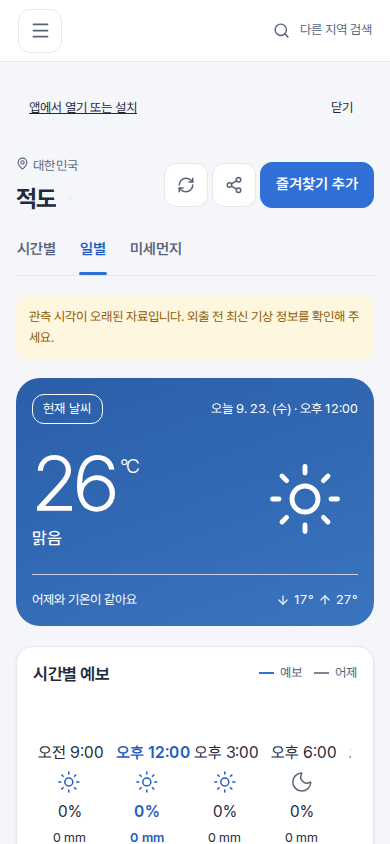 다른 지역 검색
앱에서 열기 또는 설치
닫기
대한민국
적도
즐겨찾기 추가
시간별
일별
미세먼지
관측 시각이 오래된 자료입니다. 외출 전 최신 기상 정보를 확인해 주
세요.
현재 날씨
오늘 9. 23. (수) · 오후 12:00
26℃
맑음
어제와 기온이 같아요
↓ 17° ↑ 27°
시간별 예보
예보
어제
오전 9:00 오후 12:00 오후 3:00 오후 6:00
0% 0% 0% 0%
0 mm 0 mm 0 mm 0 mm